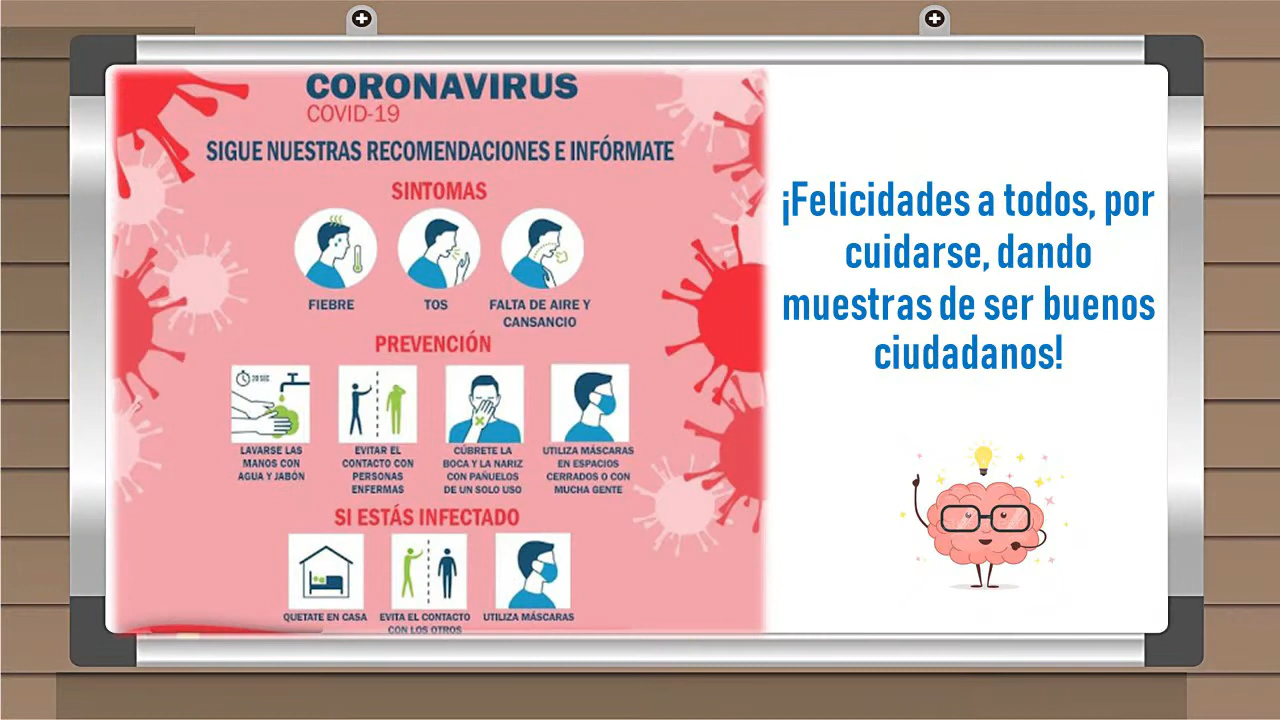 CORONAVIRUS
COVID-19
SIGUE NUESTRAS RECOMENDACIONES E INFÓRMATE
SINTOMAS
FIEBRE
TOS
FALTA DE AIRE Y
CANSANCIO
PREVENCIÓN
20 SEG
LAVARSE LAS
MANOS CON
AGUA Y JABÓN
EVITAR EL
CONTACTO CON
PERSONAS
ENFERMAS
CÚBRETE LA
BOCA Y LA NARIZ
CON PAÑUELOS
DE UN SOLO USO
UTILIZA MÁSCARAS
EN ESPACIOS
CERRADOS O CON
MUCHA GENTE
SI ESTÁS INFECTADO
QUETATE EN CASA
EVITA EL CONTACTO
CON LOS OTROS
UTILIZA MÁSCARAS
¡Felicidades a todos, por
cuidarse, dando
muestras de ser buenos
ciudadanos!